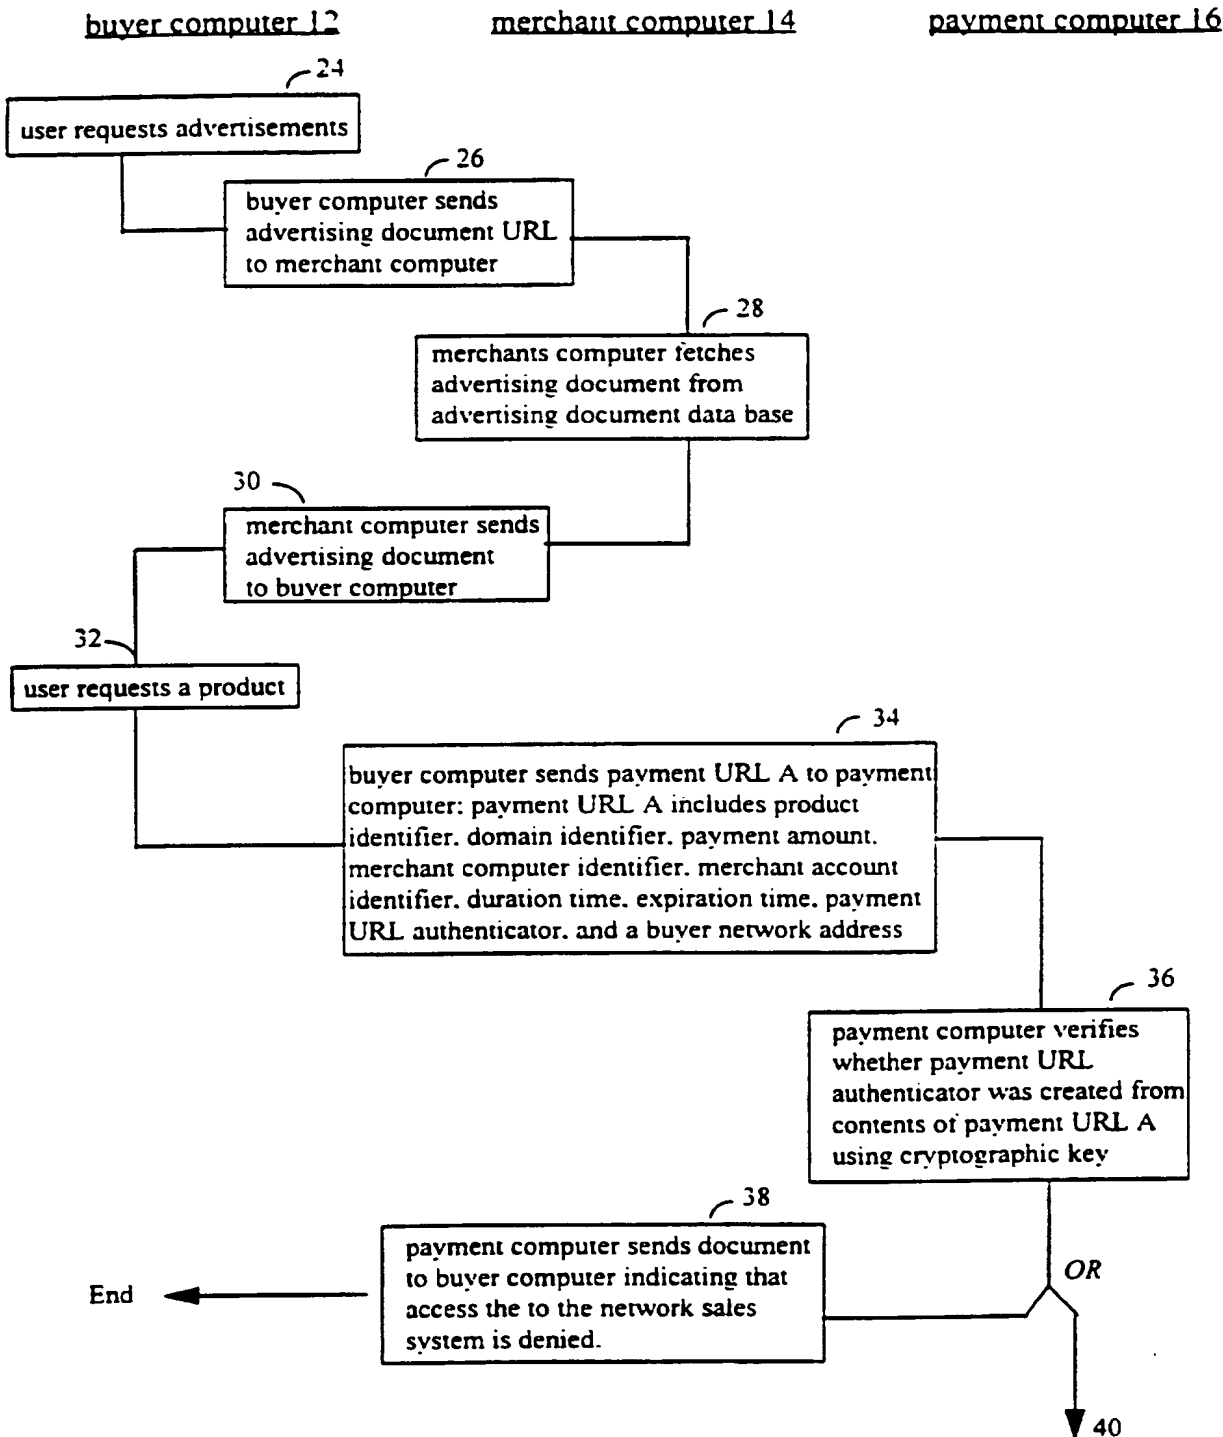 buyer computer 12 merchant computer 14 payment computer 16
24
user requests advertisements
26
buyer computer sends
advertising document URL
to merchant computer
28
merchants computer fetches
advertising document from
advertising document data base
30
merchant computer sends
advertising document
to buyer computer
32
user requests a product
34
buyer computer sends payment URL A to payment
computer: payment URL A includes product
identifier, domain identifier, payment amount,
merchant computer identifier, merchant account
identifier, duration time, expiration time, payment
URL authenticator, and a buyer network address
36
payment computer verifies
whether payment URL
authenticator was created from
contents of payment URL A
using cryptographic key
38
payment computer sends document
to buyer computer indicating that
access the to the network sales
system is denied.
End
OR
40